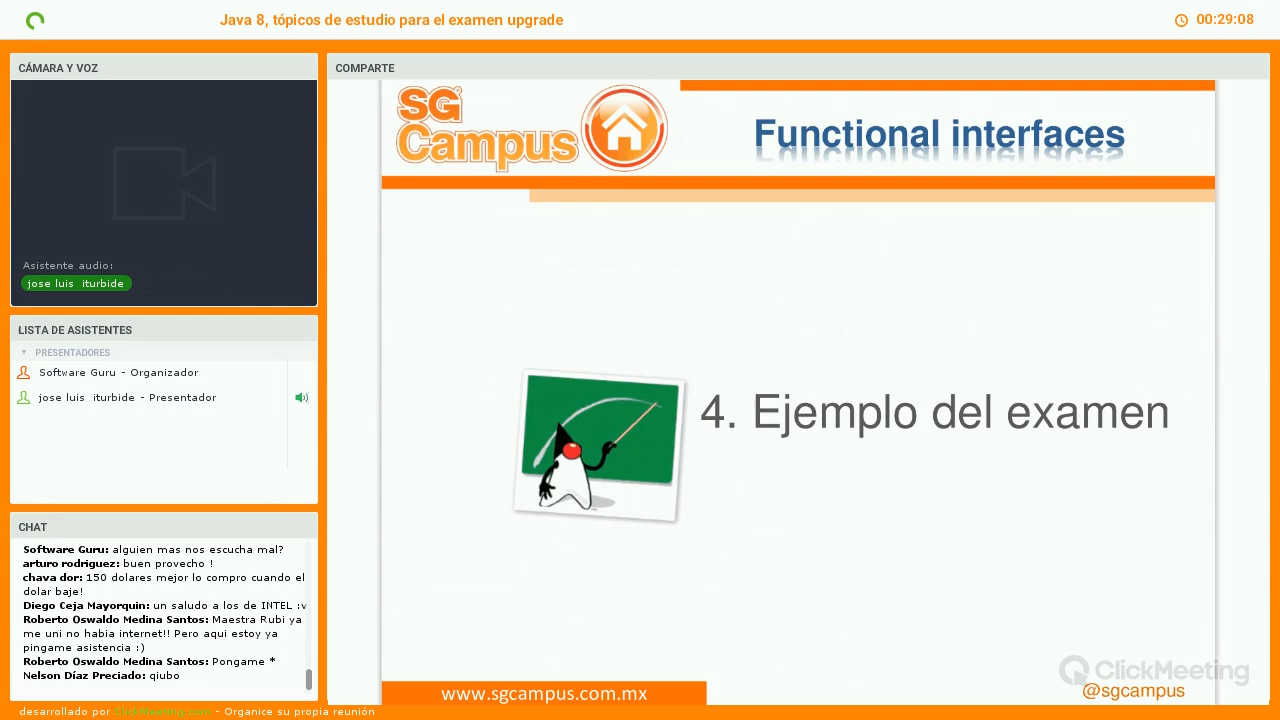 Java 8, tópicos de estudio para el examen upgrade
00:29:08
CÁMARA Y VOZ
Asistente audio:
jose luis iturbide
LISTA DE ASISTENTES
PRESENTADORES
Software Guru - Organizador
jose luis iturbide - Presentador
CHAT
Software Guru: alguien mas nos escucha mal?
arturo rodriguez: buen provecho !
chava dor: 150 dolares mejor lo compro cuando el
dolar baje!
Diego Ceja Mayorquin: un saludo a los de INTEL :v
Roberto Oswaldo Medina Santos: Maestra Rubi ya
me uni no habia internet!! Pero aqui estoy ya
pingame asistencia :)
Roberto Oswaldo Medina Santos: Pongame *
Nelson Díaz Preciado: qiubo
desarrollado por ClickMeeting.com - Organice su propia reunión
COMPARTE
SG
Campus
Functional interfaces
4. Ejemplo del examen
www.sgcampus.com.mx
ClickMeeting
@sgcampus